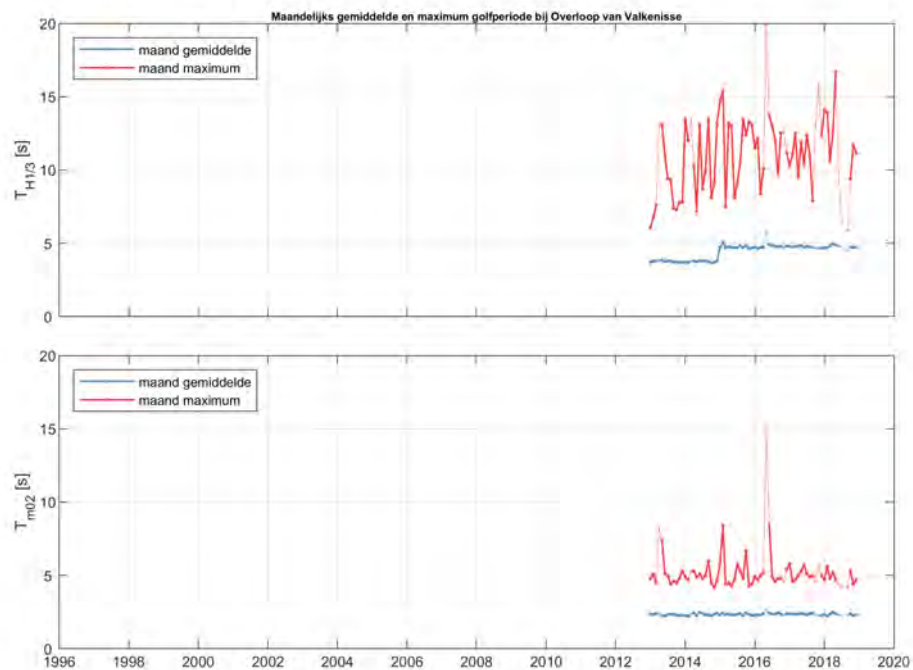 Maandelijks gemiddelde en maximum golfperiode bij Overloop van Valkenisse
20
15
10
5
0
T_H1/3 [s]
maand gemiddelde
maand maximum
20
15
10
5
0
T_m02 [s]
maand gemiddelde
maand maximum
1996 1998 2000 2002 2004 2006 2008 2010 2012 2014 2016 2018 2020